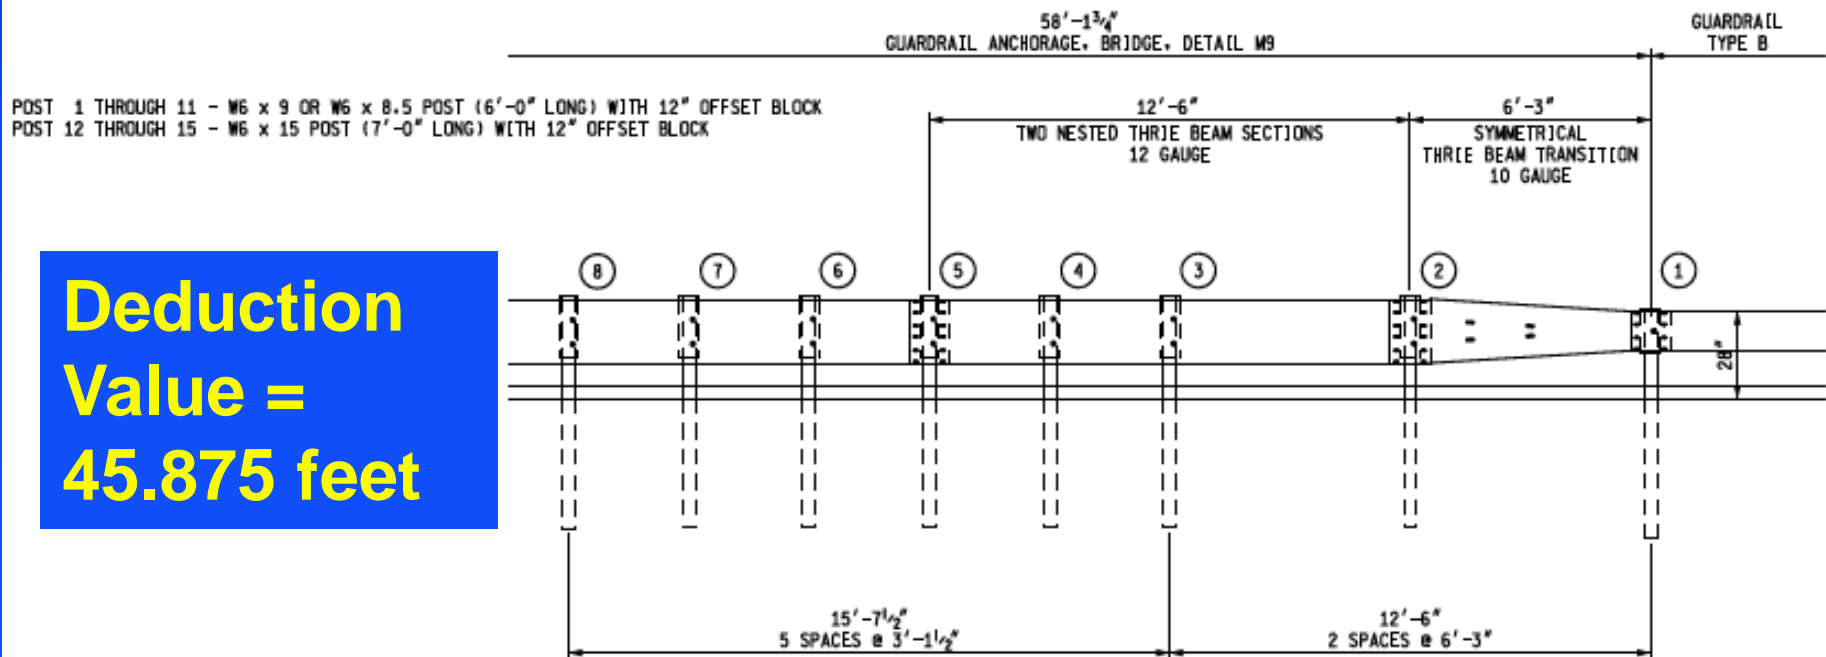 58'-1¾"
GUARDRAIL ANCHORAGE, BRIDGE, DETAIL M9
GUARDRAIL
TYPE B
POST 1 THROUGH 11 - W6 x 9 OR W6 x 8.5 POST (6'-0" LONG) WITH 12" OFFSET BLOCK
POST 12 THROUGH 15 - W6 x 15 POST (7'-0" LONG) WITH 12" OFFSET BLOCK
12'-6"
TWO NESTED THRIE BEAM SECTIONS
12 GAUGE
6'-3"
SYMMETRICAL
THRIE BEAM TRANSITION
10 GAUGE
Deduction
Value =
45.875 feet
8 7 6 5 4 3 2 1
28"
15'-7½"
5 SPACES @ 3'-1½"
12'-6"
2 SPACES @ 6'-3"